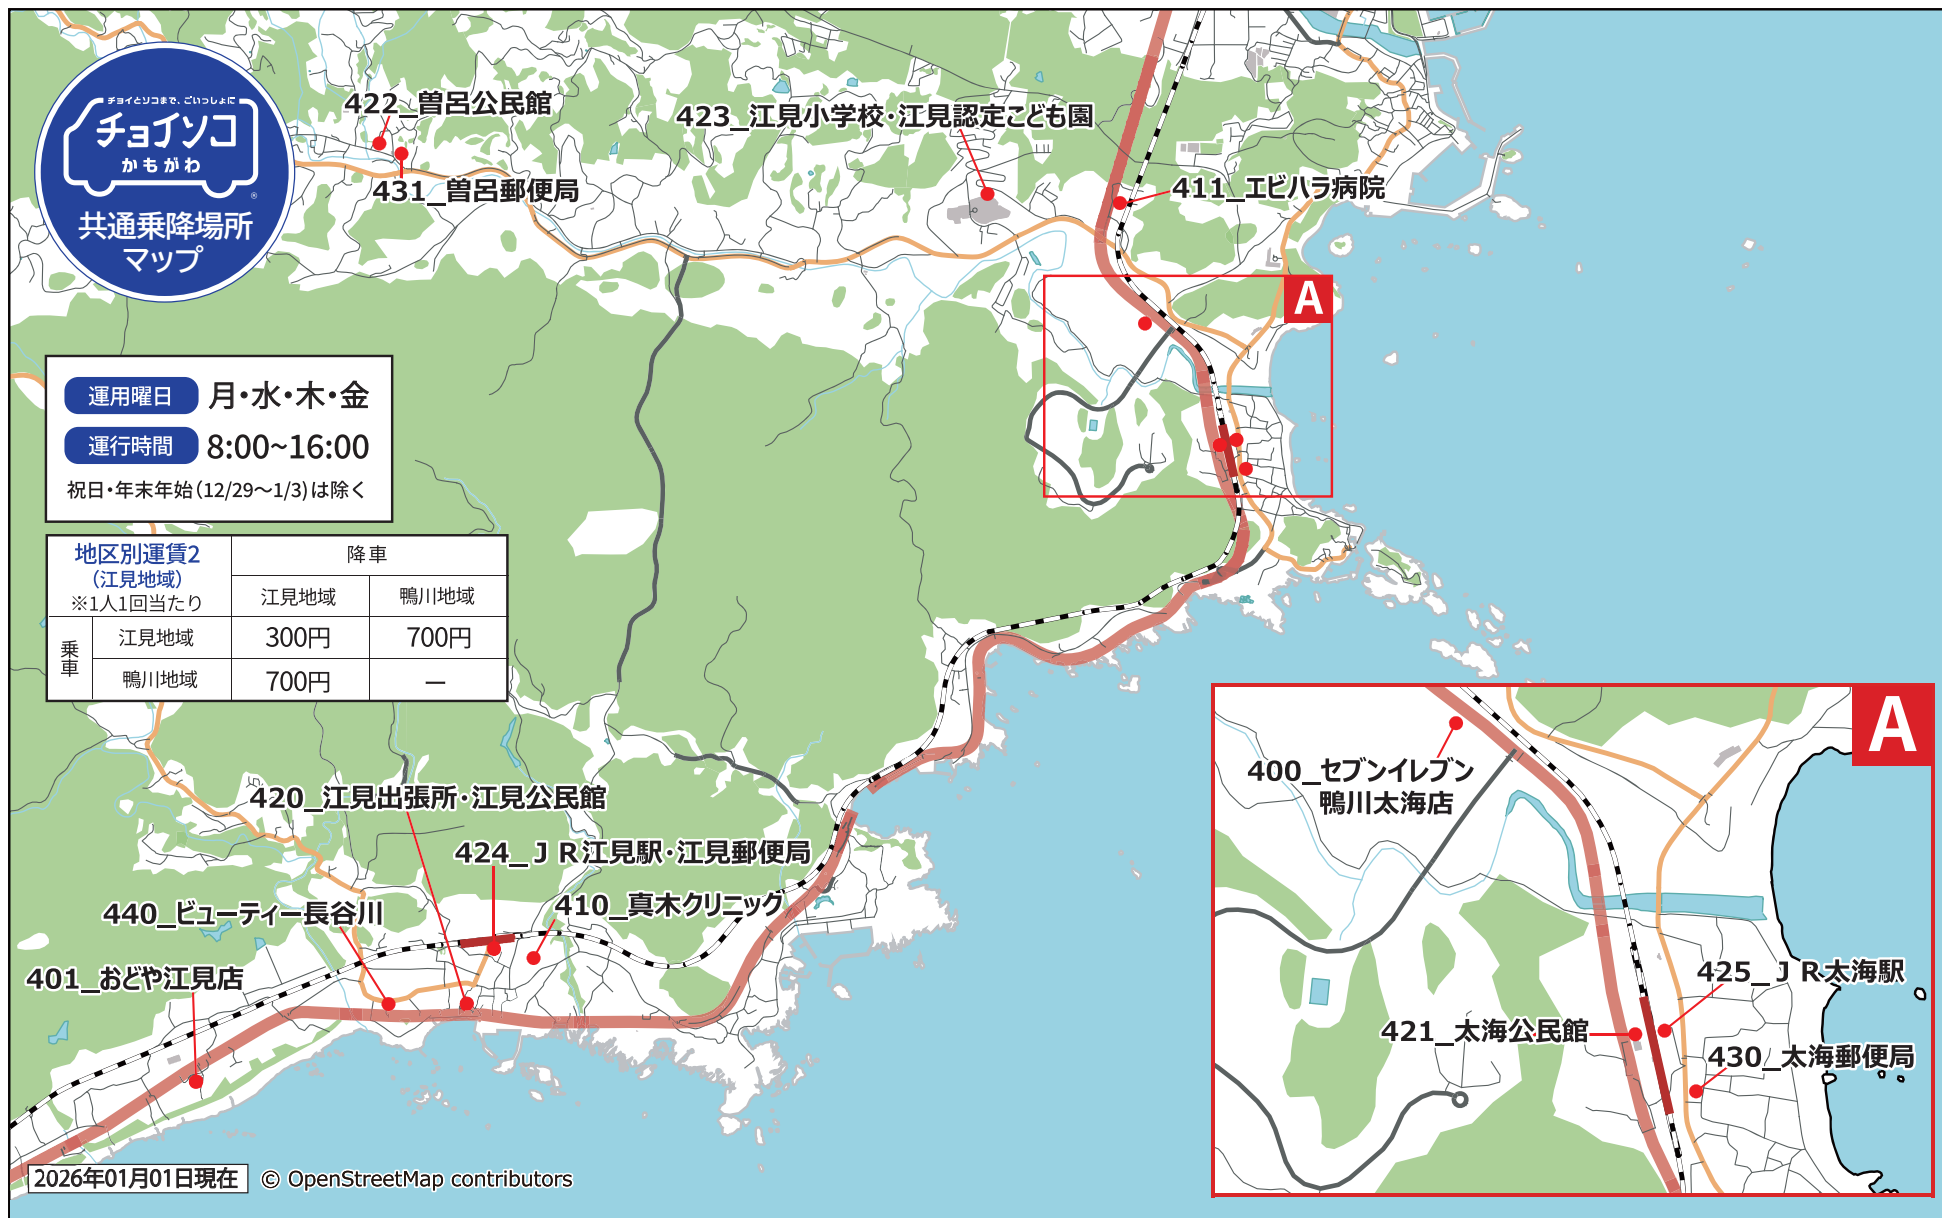 チョイとソコまで、ごいっしょに
チョイソコ
かもがわ
®
共通乗降場所
マップ
422_曽呂公民館
431_曽呂郵便局
423_江見小学校・江見認定こども園
411_エビハラ病院
A
運用曜日 月・水・木・金
運行時間 8:00~16:00
祝日・年末年始（12/29～1/3）は除く
地区別運賃2
（江見地域）
※1人1回当たり
降車
江見地域 鴨川地域
乗車
江見地域 300円 700円
鴨川地域 700円 ー
420_江見出張所・江見公民館
424_ＪＲ江見駅・江見郵便局
410_真木クリニック
440_ビューティー長谷川
401_おどや江見店
A
400_セブンイレブン
鴨川太海店
425_ＪＲ太海駅
421_太海公民館
430_太海郵便局
2026年01月01日現在
© OpenStreetMap contributors